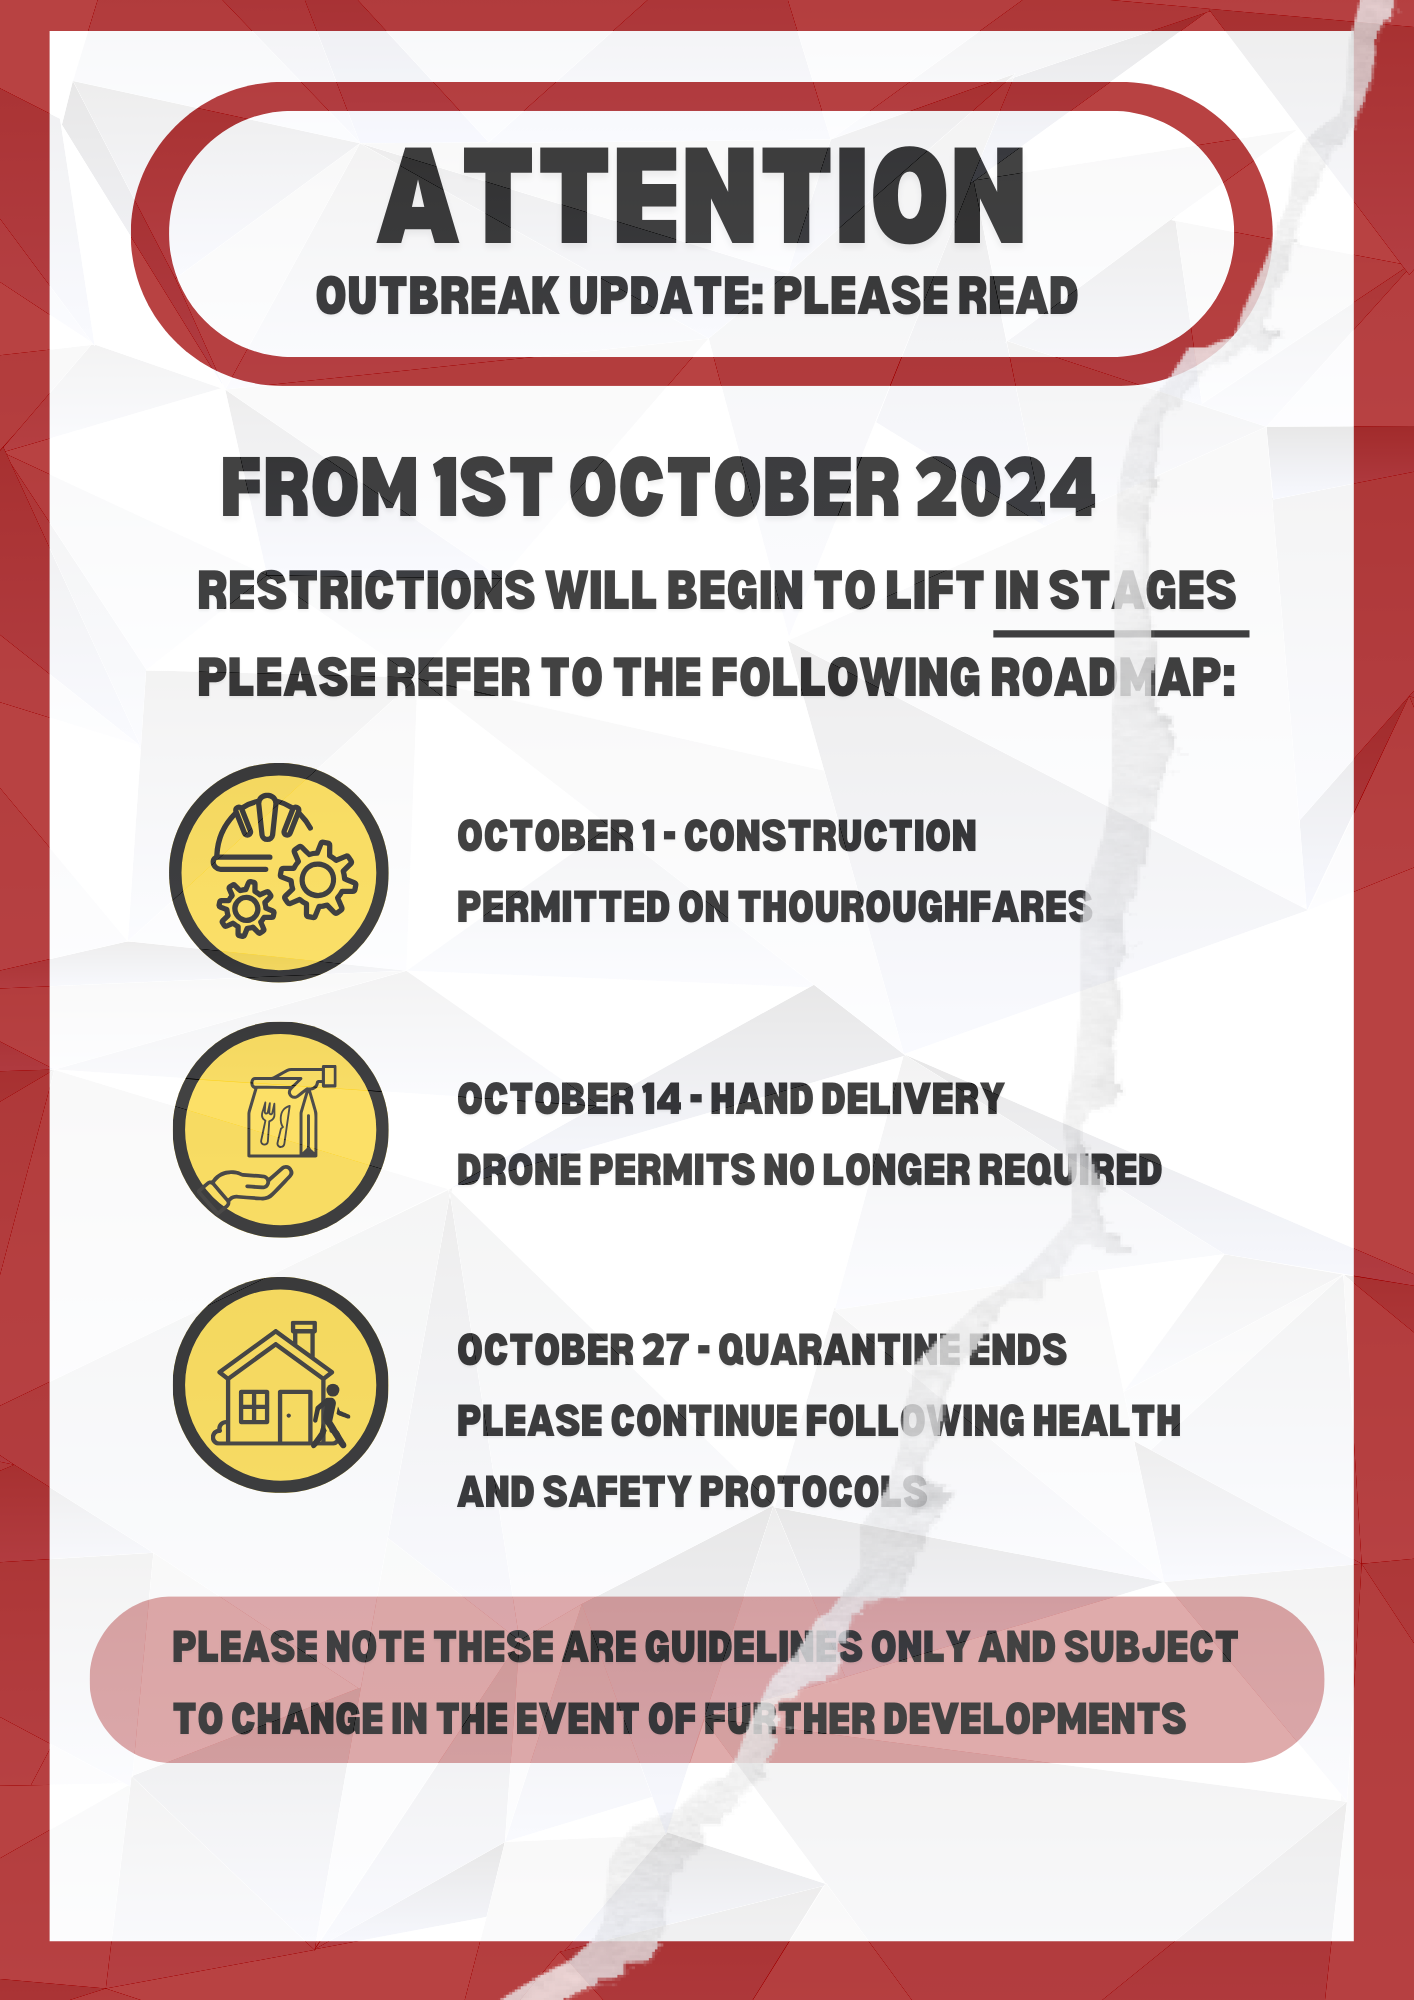 ATTENTION
OUTBREAK UPDATE: PLEASE READ
FROM 1ST OCTOBER 2024
RESTRICTIONS WILL BEGIN TO LIFT IN STAGES
PLEASE REFER TO THE FOLLOWING ROADMAP:
OCTOBER 1 - CONSTRUCTION
PERMITTED ON THOUROUGHFARES
OCTOBER 14 - HAND DELIVERY
DRONE PERMITS NO LONGER REQUIRED
OCTOBER 27 - QUARANTINE ENDS
PLEASE CONTINUE FOLLOWING HEALTH
AND SAFETY PROTOCOLS
PLEASE NOTE THESE ARE GUIDELINES ONLY AND SUBJECT
TO CHANGE IN THE EVENT OF FURTHER DEVELOPMENTS